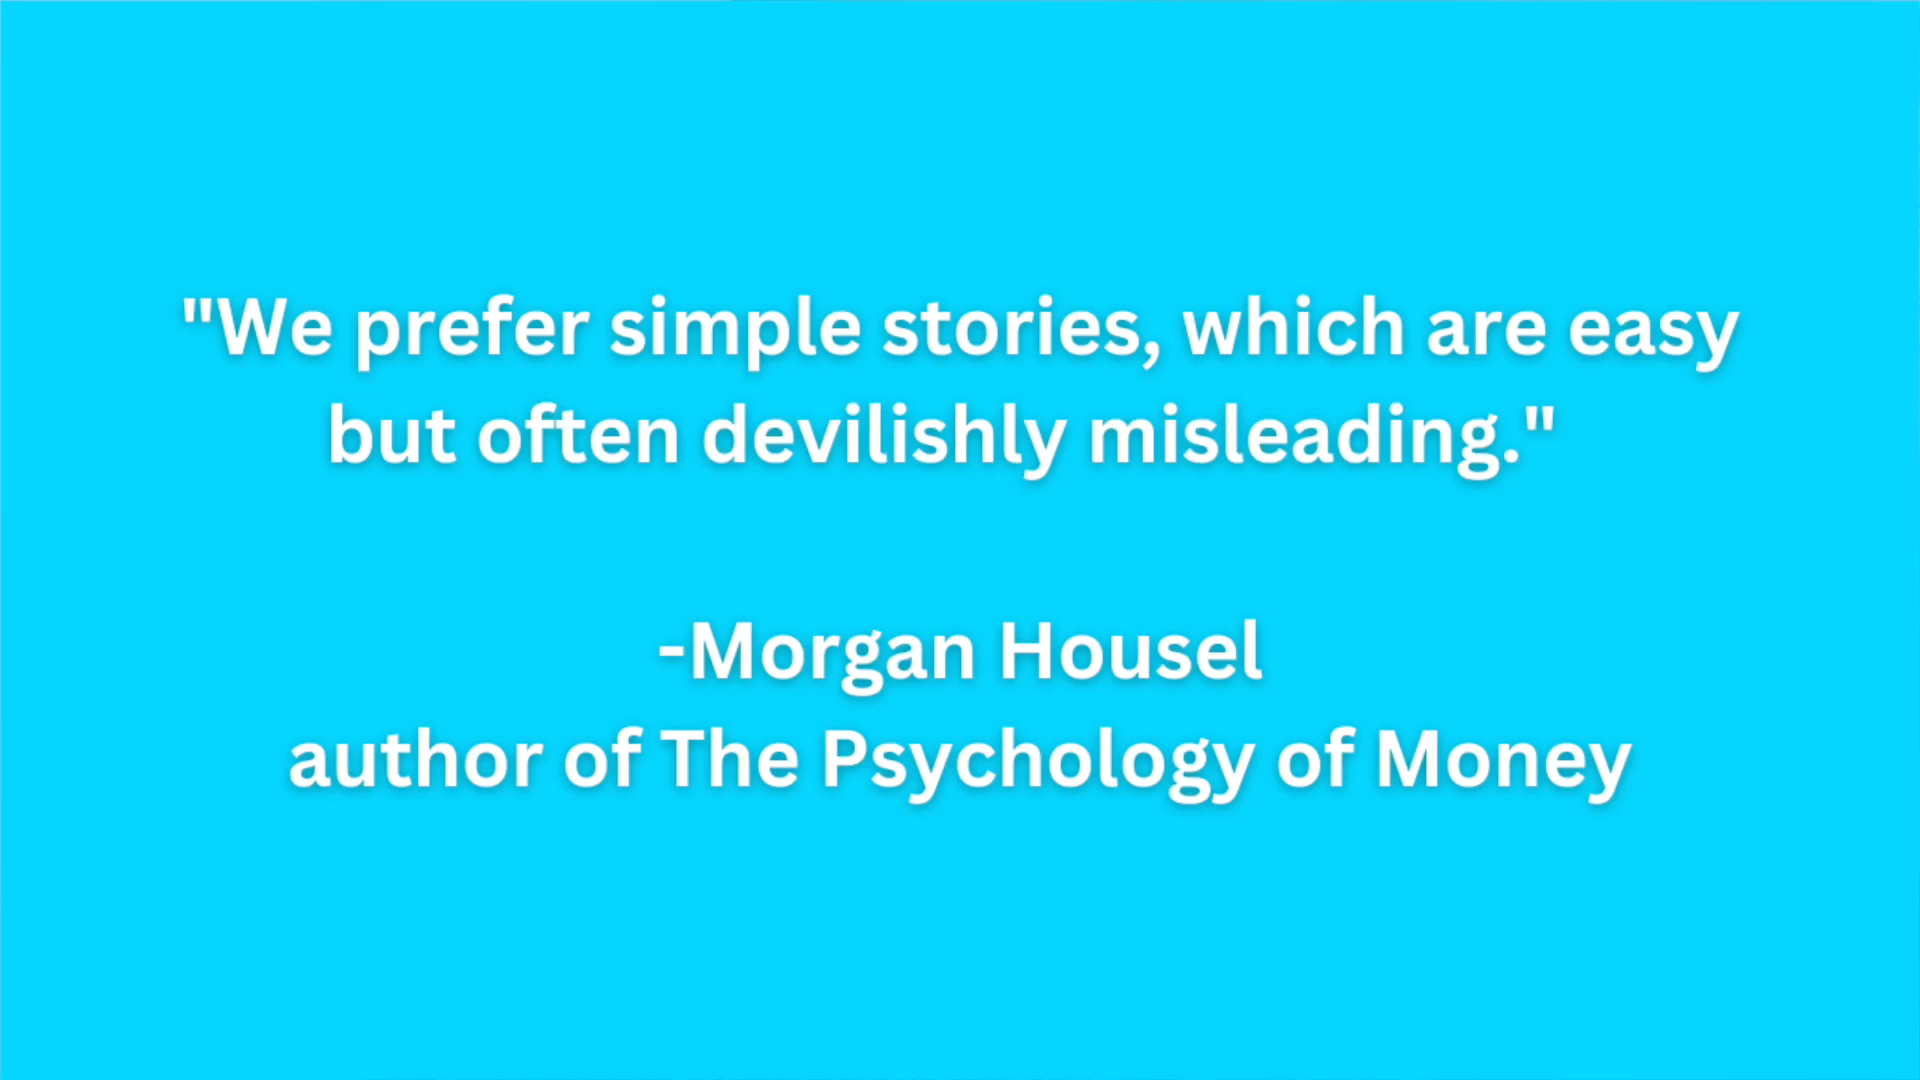 "We prefer simple stories, which are easy
but often devilishly misleading."
-Morgan Housel
author of The Psychology of Money